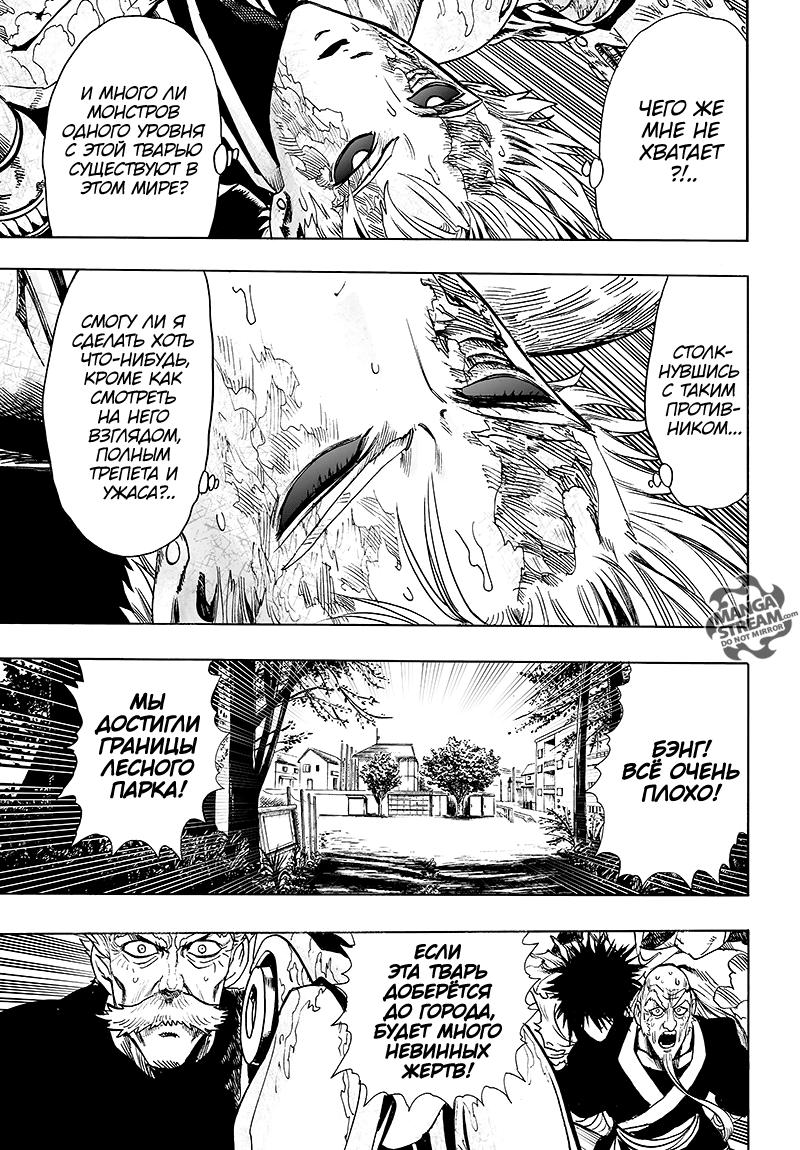 ЧЕГО ЖЕ
МНЕ НЕ
ХВАТАЕТ
?!..
И МНОГО ЛИ
МОНСТРОВ
ОДНОГО УРОВНЯ
С ЭТОЙ ТВАРЬЮ
СУЩЕСТВУЮТ В
ЭТОМ МИРЕ?
СТОЛК-
НУВШИСЬ
С ТАКИМ
ПРОТИВ-
НИКОМ...
СМОГУ ЛИ Я
СДЕЛАТЬ ХОТЬ
ЧТО-НИБУДЬ,
КРОМЕ КАК
СМОТРЕТЬ
НА НЕГО
ВЗГЛЯДОМ,
ПОЛНЫМ
ТРЕПЕТА И
УЖАСА?..
MANGA
STREAM.com
DO NOT MIRROR
БЭНГ!
ВСЁ ОЧЕНЬ
ПЛОХО!
МЫ
ДОСТИГЛИ
ГРАНИЦЫ
ЛЕСНОГО
ПАРКА!
ЕСЛИ
ЭТА ТВАРЬ
ДОБЕРЁТСЯ
ДО ГОРОДА,
БУДЕТ МНОГО
НЕВИННЫХ
ЖЕРТВ!